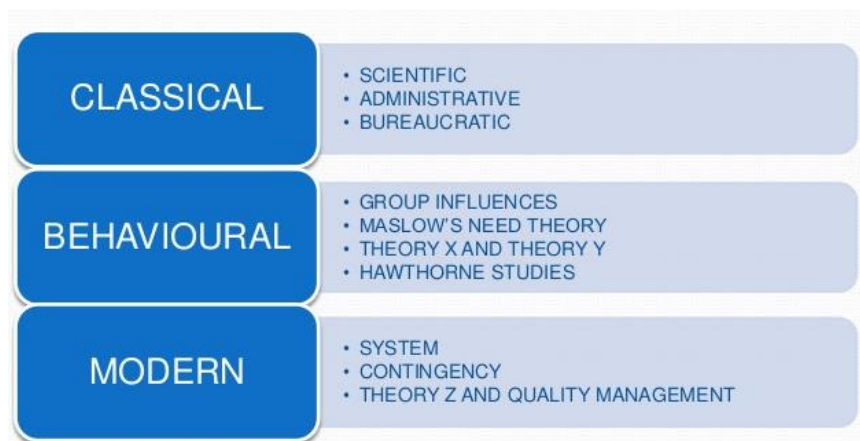 CLASSICAL
• SCIENTIFIC
• ADMINISTRATIVE
• BUREAUCRATIC
BEHAVIOURAL
• GROUP INFLUENCES
• MASLOW'S NEED THEORY
• THEORY X AND THEORY Y
• HAWTHORNE STUDIES
MODERN
• SYSTEM
• CONTINGENCY
• THEORY Z AND QUALITY MANAGEMENT